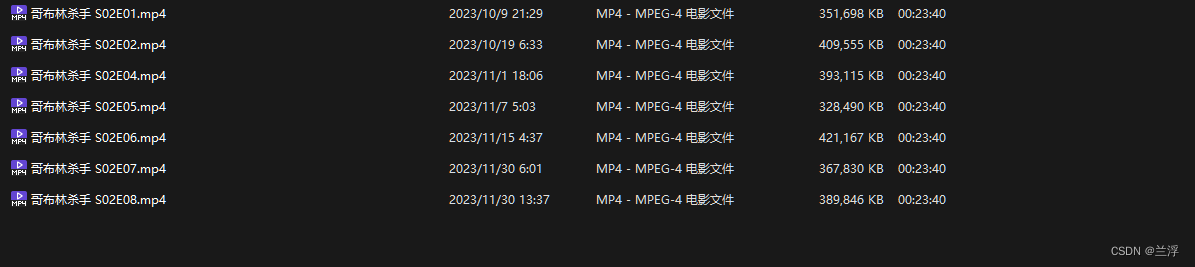 哥布林杀手 S02E01.mp4 2023/10/9 21:29 MP4 - MPEG-4 电影文件 351,698 KB 00:23:40
哥布林杀手 S02E02.mp4 2023/10/19 6:33 MP4 - MPEG-4 电影文件 409,555 KB 00:23:40
哥布林杀手 S02E04.mp4 2023/11/1 18:06 MP4 - MPEG-4 电影文件 393,115 KB 00:23:40
哥布林杀手 S02E05.mp4 2023/11/7 5:03 MP4 - MPEG-4 电影文件 328,490 KB 00:23:40
哥布林杀手 S02E06.mp4 2023/11/15 4:37 MP4 - MPEG-4 电影文件 421,167 KB 00:23:40
哥布林杀手 S02E07.mp4 2023/11/30 6:01 MP4 - MPEG-4 电影文件 367,830 KB 00:23:40
哥布林杀手 S02E08.mp4 2023/11/30 13:37 MP4 - MPEG-4 电影文件 389,846 KB 00:23:40
CSDN @兰浮